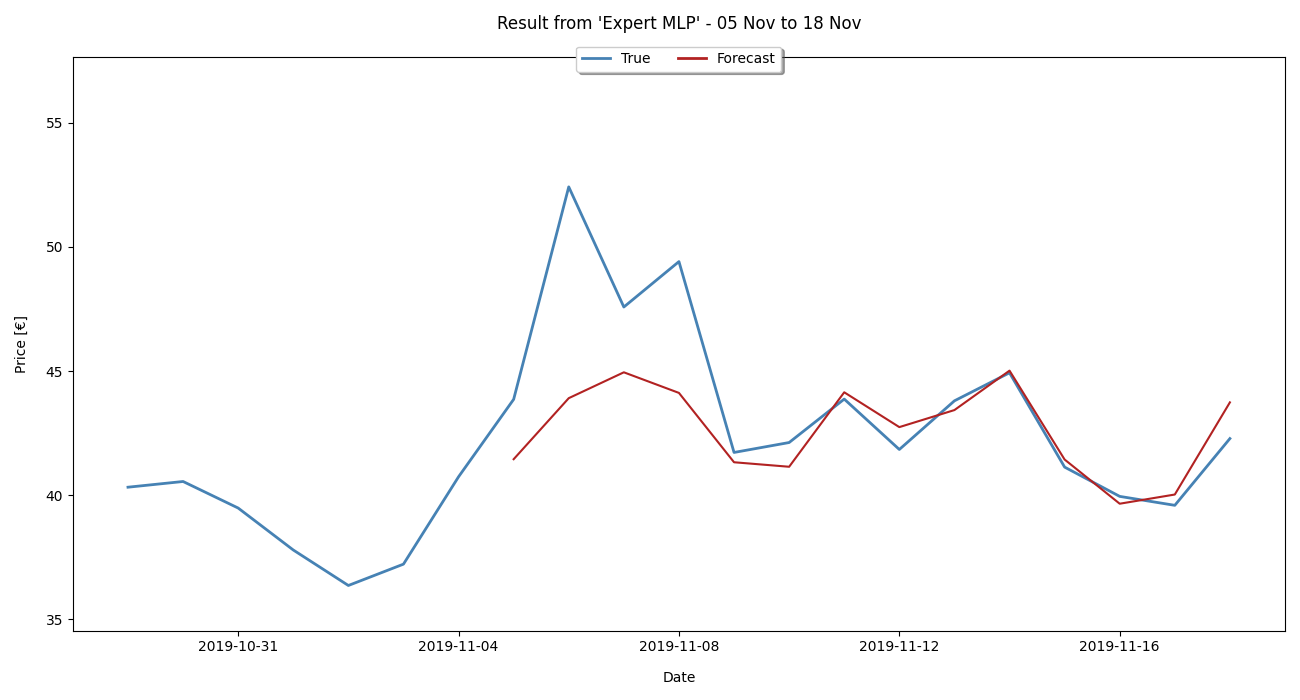 Result from 'Expert MLP' - 05 Nov to 18 Nov
True Forecast
55
50
45
40
35
Price [€]
2019-10-31 2019-11-04 2019-11-08 2019-11-12 2019-11-16
Date